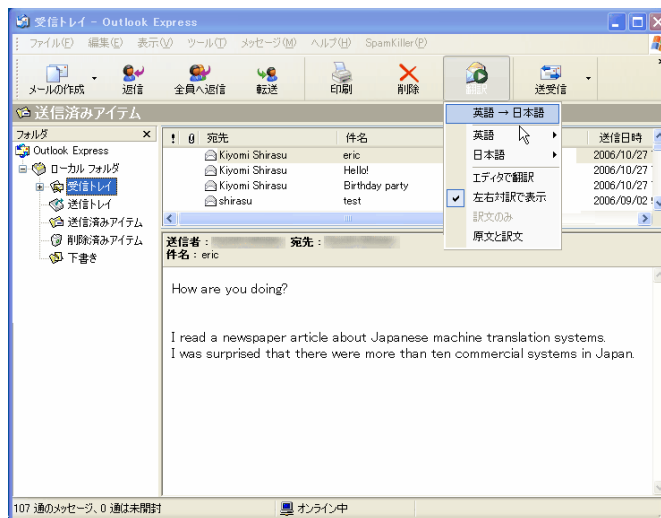 受信トレイ - Outlook Express
ファイル(F) 編集(E) 表示(V) ツール(T) メッセージ(M) ヘルプ(H) SpamKiller(P)
メールの作成 返信 全員へ返信 転送 印刷 削除 翻訳 送受信
送信済みアイテム
フォルダ
Outlook Express
ローカル フォルダ
受信トレイ
送信トレイ
送信済みアイテム
削除済みアイテム
下書き
! 宛先 件名 送信日時
Kiyomi Shirasu eric 2006/10/27
Kiyomi Shirasu Hello! 2006/10/27
Kiyomi Shirasu Birthday party 2006/10/27
shirasu test 2006/09/02
英語 → 日本語
英語
日本語
エディタで翻訳
左右対訳で表示
訳文のみ
原文と訳文
送信者: 宛先:
件名: eric
How are you doing?
I read a newspaper article about Japanese machine translation systems.
I was surprised that there were more than ten commercial systems in Japan.
107 通のメッセージ、0 通は未開封 オンライン中